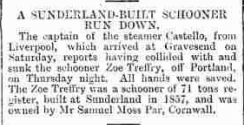 A SUNDERLAND-BUILT SCHOONER
RUN DOWN.
The captain of the steamer Castello, from
Liverpool, which arrived at Gravesend on
Saturday, reports having collided with and
sunk the schooner Zoe Treffry, off Portland,
on Thursday night. All hands were saved.
The Zoe Treffry was a schooner of 71 tons re-
gister, built at Sunderland in 1857, and was
owned by Mr Samuel Moss Par, Cornwall.